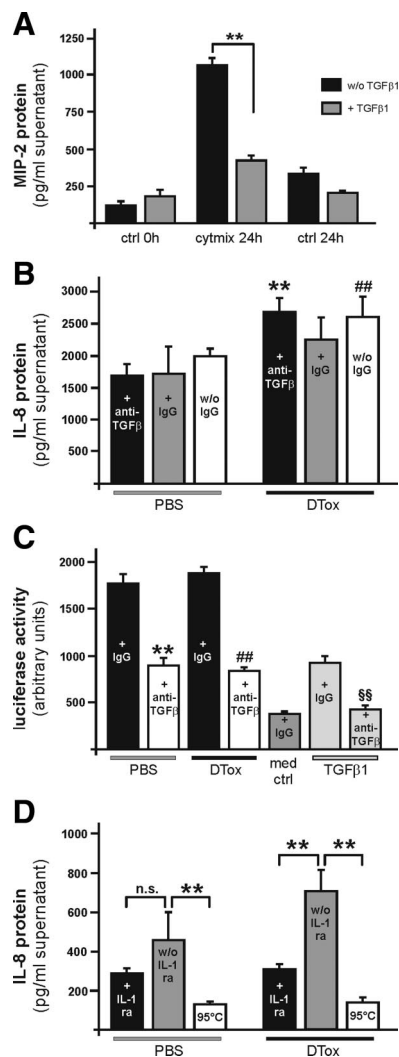 A
MIP-2 protein
(pg/ml supernatant)
1250
1000
750
500
250
**
w/o TGFβ1
+ TGFβ1
ctrl 0h
cytmix 24h
ctrl 24h
B
IL-8 protein
(pg/ml supernatant)
3000
2500
2000
1500
1000
500
+
anti-
TGFβ
+
IgG
w/o
IgG
**
+
anti-
TGFβ
+
IgG
##
w/o
IgG
PBS
DTox
C
luciferase activity
(arbitrary units)
2000
1500
1000
500
+
IgG
**
+
anti-
TGFβ
+
IgG
##
+
anti-
TGFβ
+
IgG
+
IgG
§§
+
anti-
TGFβ
PBS
DTox
med
ctrl
TGFβ1
D
IL-8 protein
(pg/ml supernatant)
1000
800
600
400
200
n.s.
**
**
**
+
IL-1
ra
w/o
IL-1
ra
95°C
+
IL-1
ra
w/o
IL-1
ra
95°C
PBS
DTox